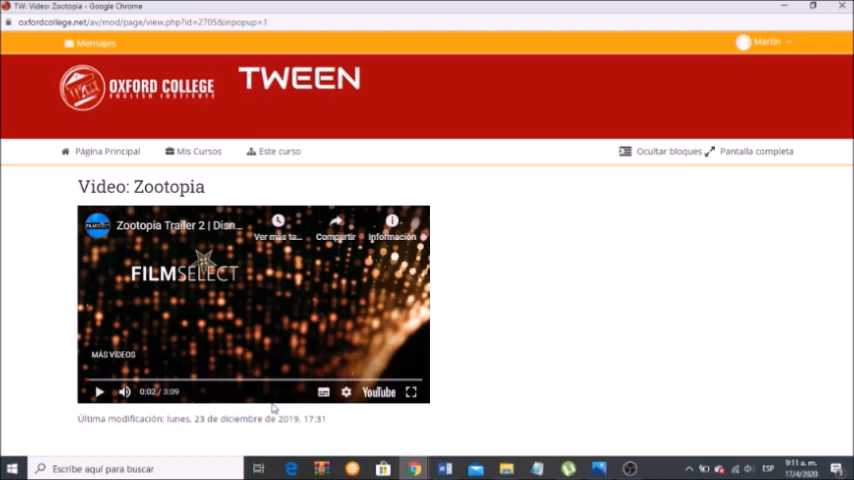 TW: Video: Zootopia - Google Chrome
oxfordcollege.net/av/mod/page/view.php?id=2705&inpopup=1
Mensajes
Martin
OXFORD COLLEGE
ENGLISH INSTITUTE
TWEEN
Página Principal
Mis Cursos
Este curso
Ocultar bloques
Pantalla completa
Video: Zootopia
Zootopia Trailer 2 | Disn...
Ver más ta...
Compartir
Información
FILMSELECT
MÁS VÍDEOS
0:02 / 3:09
YouTube
Última modificación: lunes, 23 de diciembre de 2019, 17:31
Escribe aquí para buscar
ESP
9:11 a. m.
17/4/2020